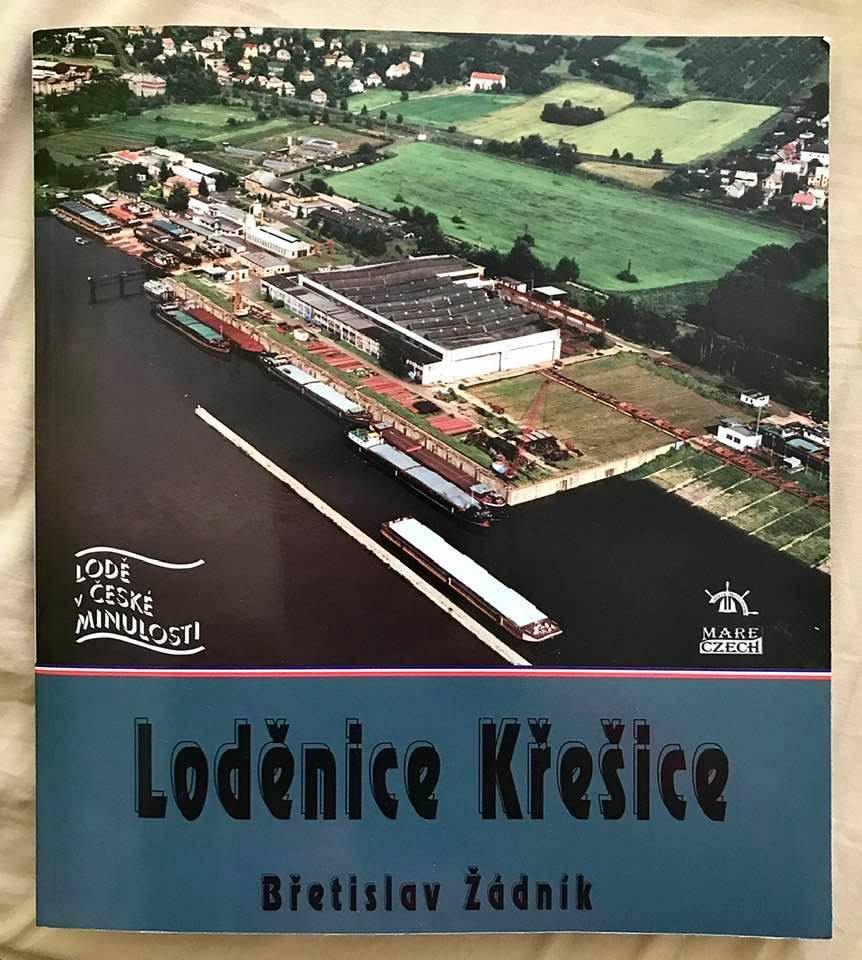 LODĚ
v ČESKÉ
MINULOSTI
MARE
CZECH
Loděnice Křešice
Břetislav Žádník